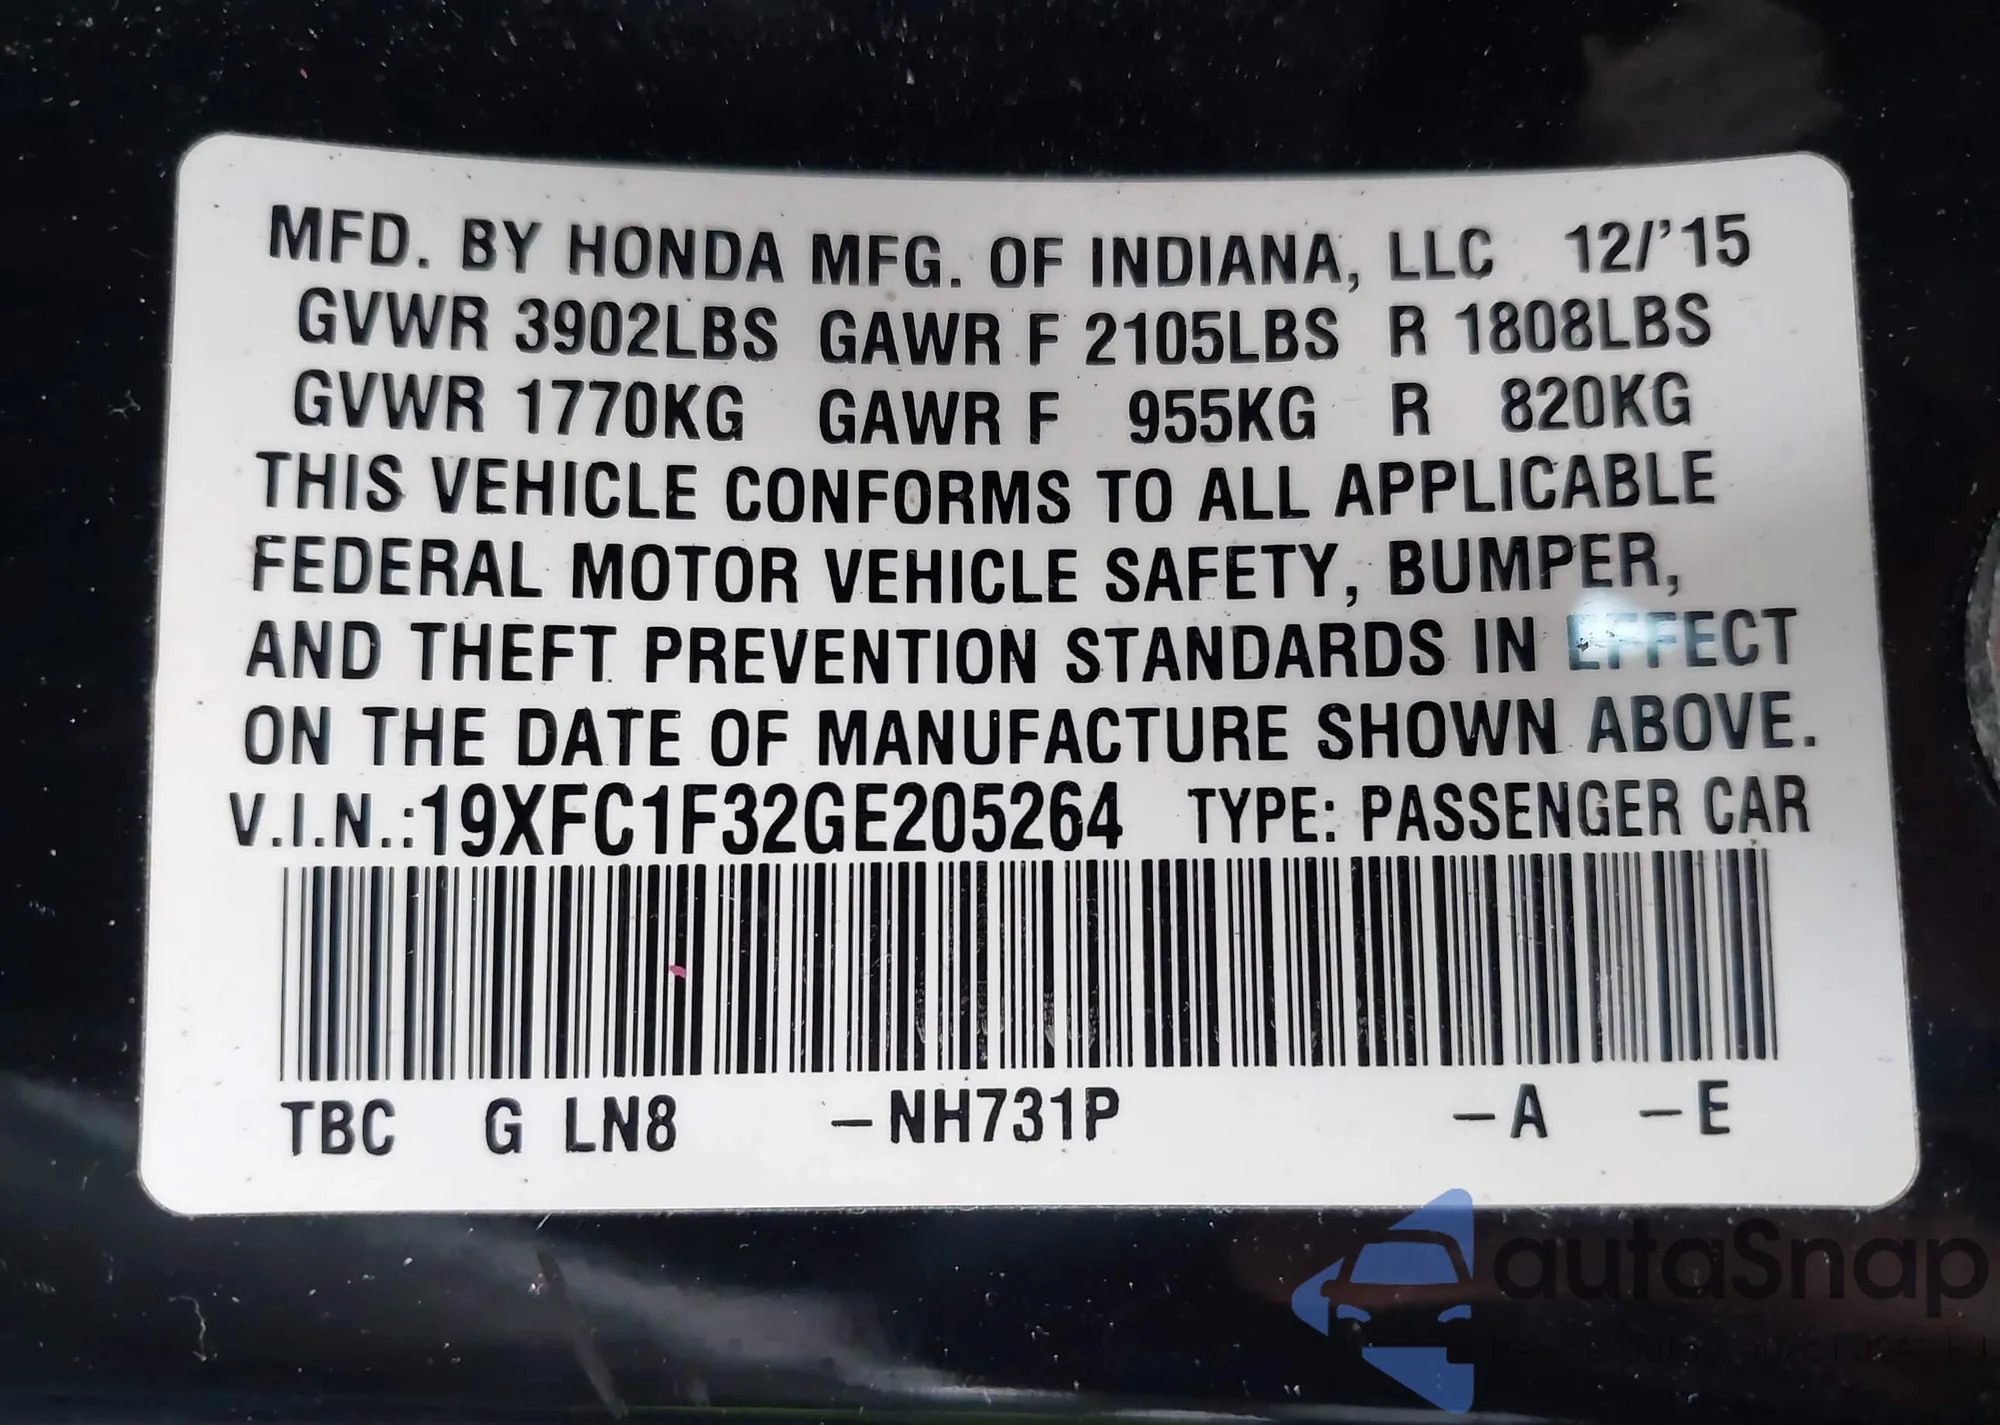 MFD. BY HONDA MFG. OF INDIANA, LLC 12/'15
GVWR 3902LBS GAWR F 2105LBS R 1808LBS
GVWR 1770KG GAWR F 955KG R 820KG
THIS VEHICLE CONFORMS TO ALL APPLICABLE
FEDERAL MOTOR VEHICLE SAFETY, BUMPER,
AND THEFT PREVENTION STANDARDS IN EFFECT
ON THE DATE OF MANUFACTURE SHOWN ABOVE.
V.I.N.:19XFC1F32GE205264 TYPE: PASSENGER CAR
TBC G LN8 –NH731P –A –E
autaSnap